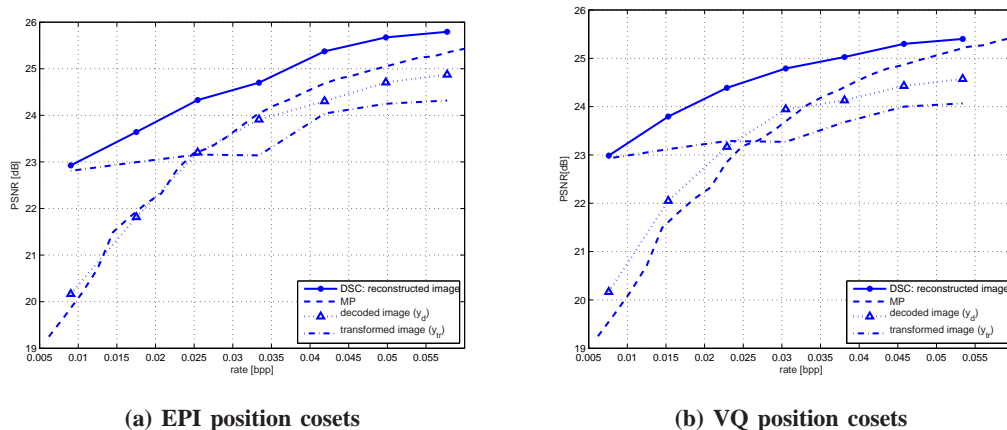 26
25
24
23
22
21
20
19
PSNR [dB]
0.005 0.01 0.015 0.02 0.025 0.03 0.035 0.04 0.045 0.05 0.055
rate [bpp]
DSC: reconstructed image
MP
decoded image (y_d)
transformed image (y_tr)
(a) EPI position cosets
26
25
24
23
22
21
20
19
PSNR[dB]
0.005 0.01 0.015 0.02 0.025 0.03 0.035 0.04 0.045 0.05 0.055
rate [bpp]
DSC: reconstructed image
MP
decoded image (y_d)
transformed image (y_tr)
(b) VQ position cosets